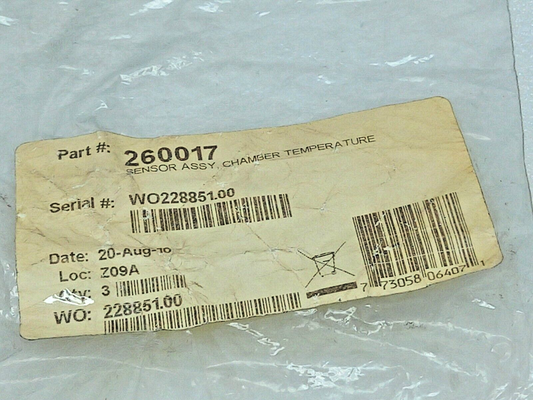 Part #: 260017
SENSOR ASSY, CHAMBER TEMPERATURE
Serial #: WO228851.00
Date: 20-Aug-
Loc: Z09A
3
WO: 228851.00
7 73058 06407 1